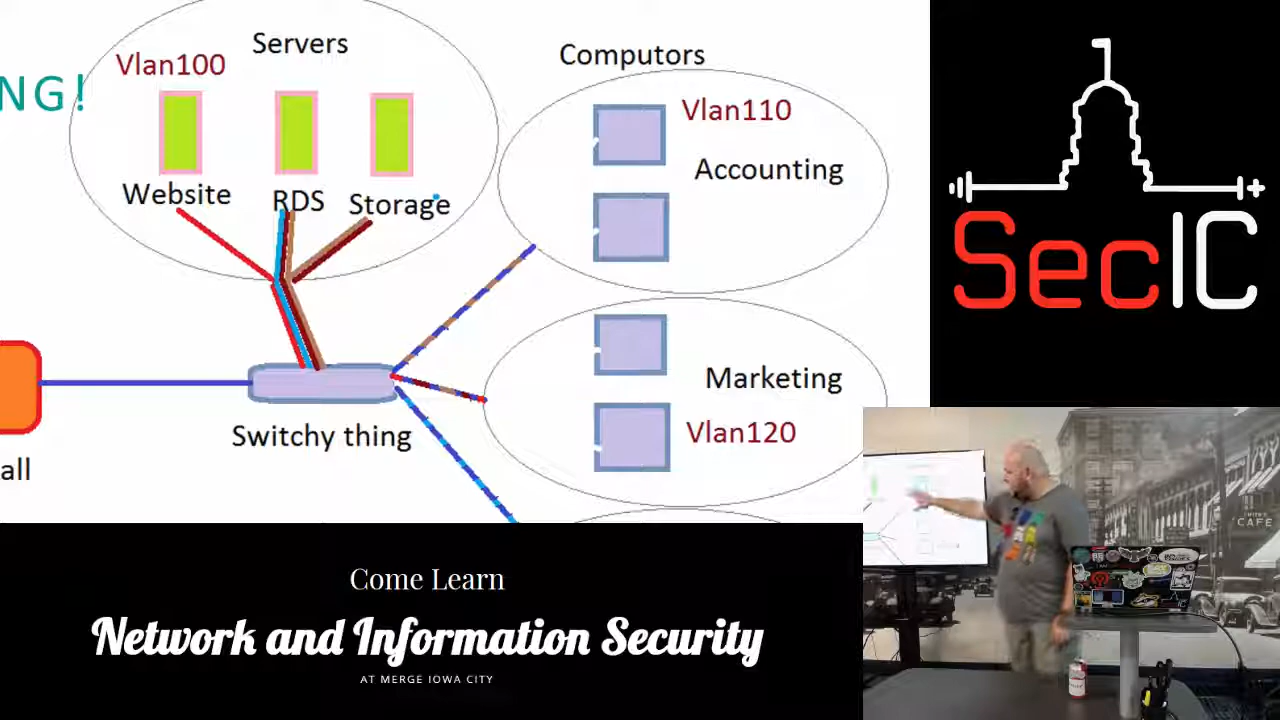 NG!
Servers
Vlan100
Website
RDS
Storage
Computors
Vlan110
Accounting
Marketing
Vlan120
Switchy thing
all
SecIC
Come Learn
Network and Information Security
AT MERGE IOWA CITY
CAFE